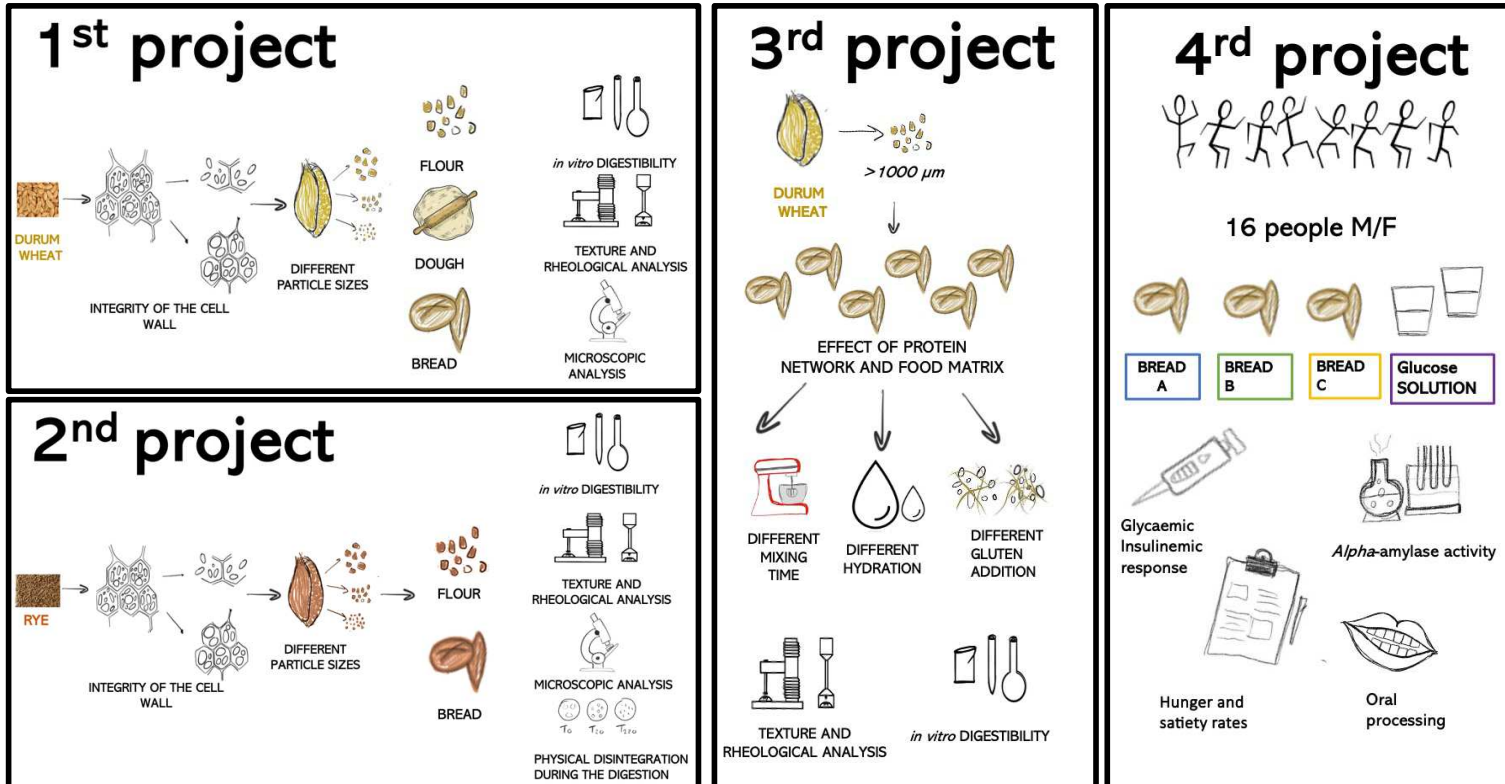 1st project
DURUM
WHEAT
INTEGRITY OF THE CELL
WALL
DIFFERENT
PARTICLE SIZES
FLOUR
DOUGH
BREAD
in vitro DIGESTIBILITY
TEXTURE AND
RHEOLOGICAL ANALYSIS
MICROSCOPIC
ANALYSIS
2nd project
RYE
INTEGRITY OF THE CELL
WALL
DIFFERENT
PARTICLE SIZES
FLOUR
BREAD
in vitro DIGESTIBILITY
TEXTURE AND
RHEOLOGICAL ANALYSIS
MICROSCOPIC ANALYSIS
T0 T20
PHYSICAL DISINTEGRATION
DURING THE DIGESTION
3rd project
DURUM
WHEAT
>1000 μm
EFFECT OF PROTEIN
NETWORK AND FOOD MATRIX
DIFFERENT
MIXING
TIME
DIFFERENT
HYDRATION
DIFFERENT
GLUTEN
ADDITION
TEXTURE AND
RHEOLOGICAL ANALYSIS
in vitro DIGESTIBILITY
4rd project
16 people M/F
BREAD
A
BREAD
B
BREAD
C
Glucose
SOLUTION
Glycaemic
Insulinemic
response
Alpha-amylase activity
Hunger and
satiety rates
Oral
processing